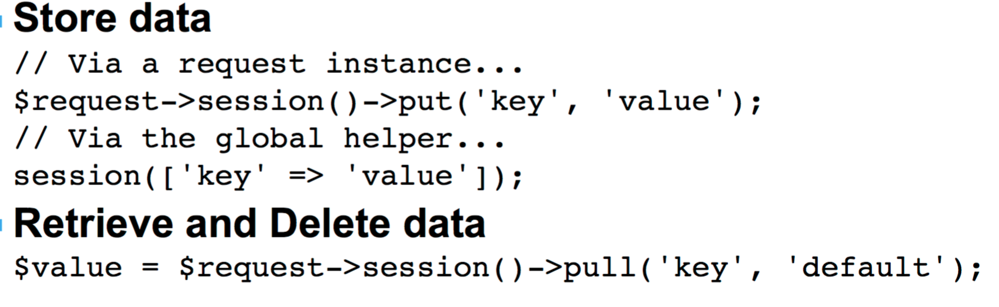 Store data
// Via a request instance...
$request->session()->put('key', 'value');
// Via the global helper...
session(['key' => 'value']);
Retrieve and Delete data
$value = $request->session()->pull('key', 'default');